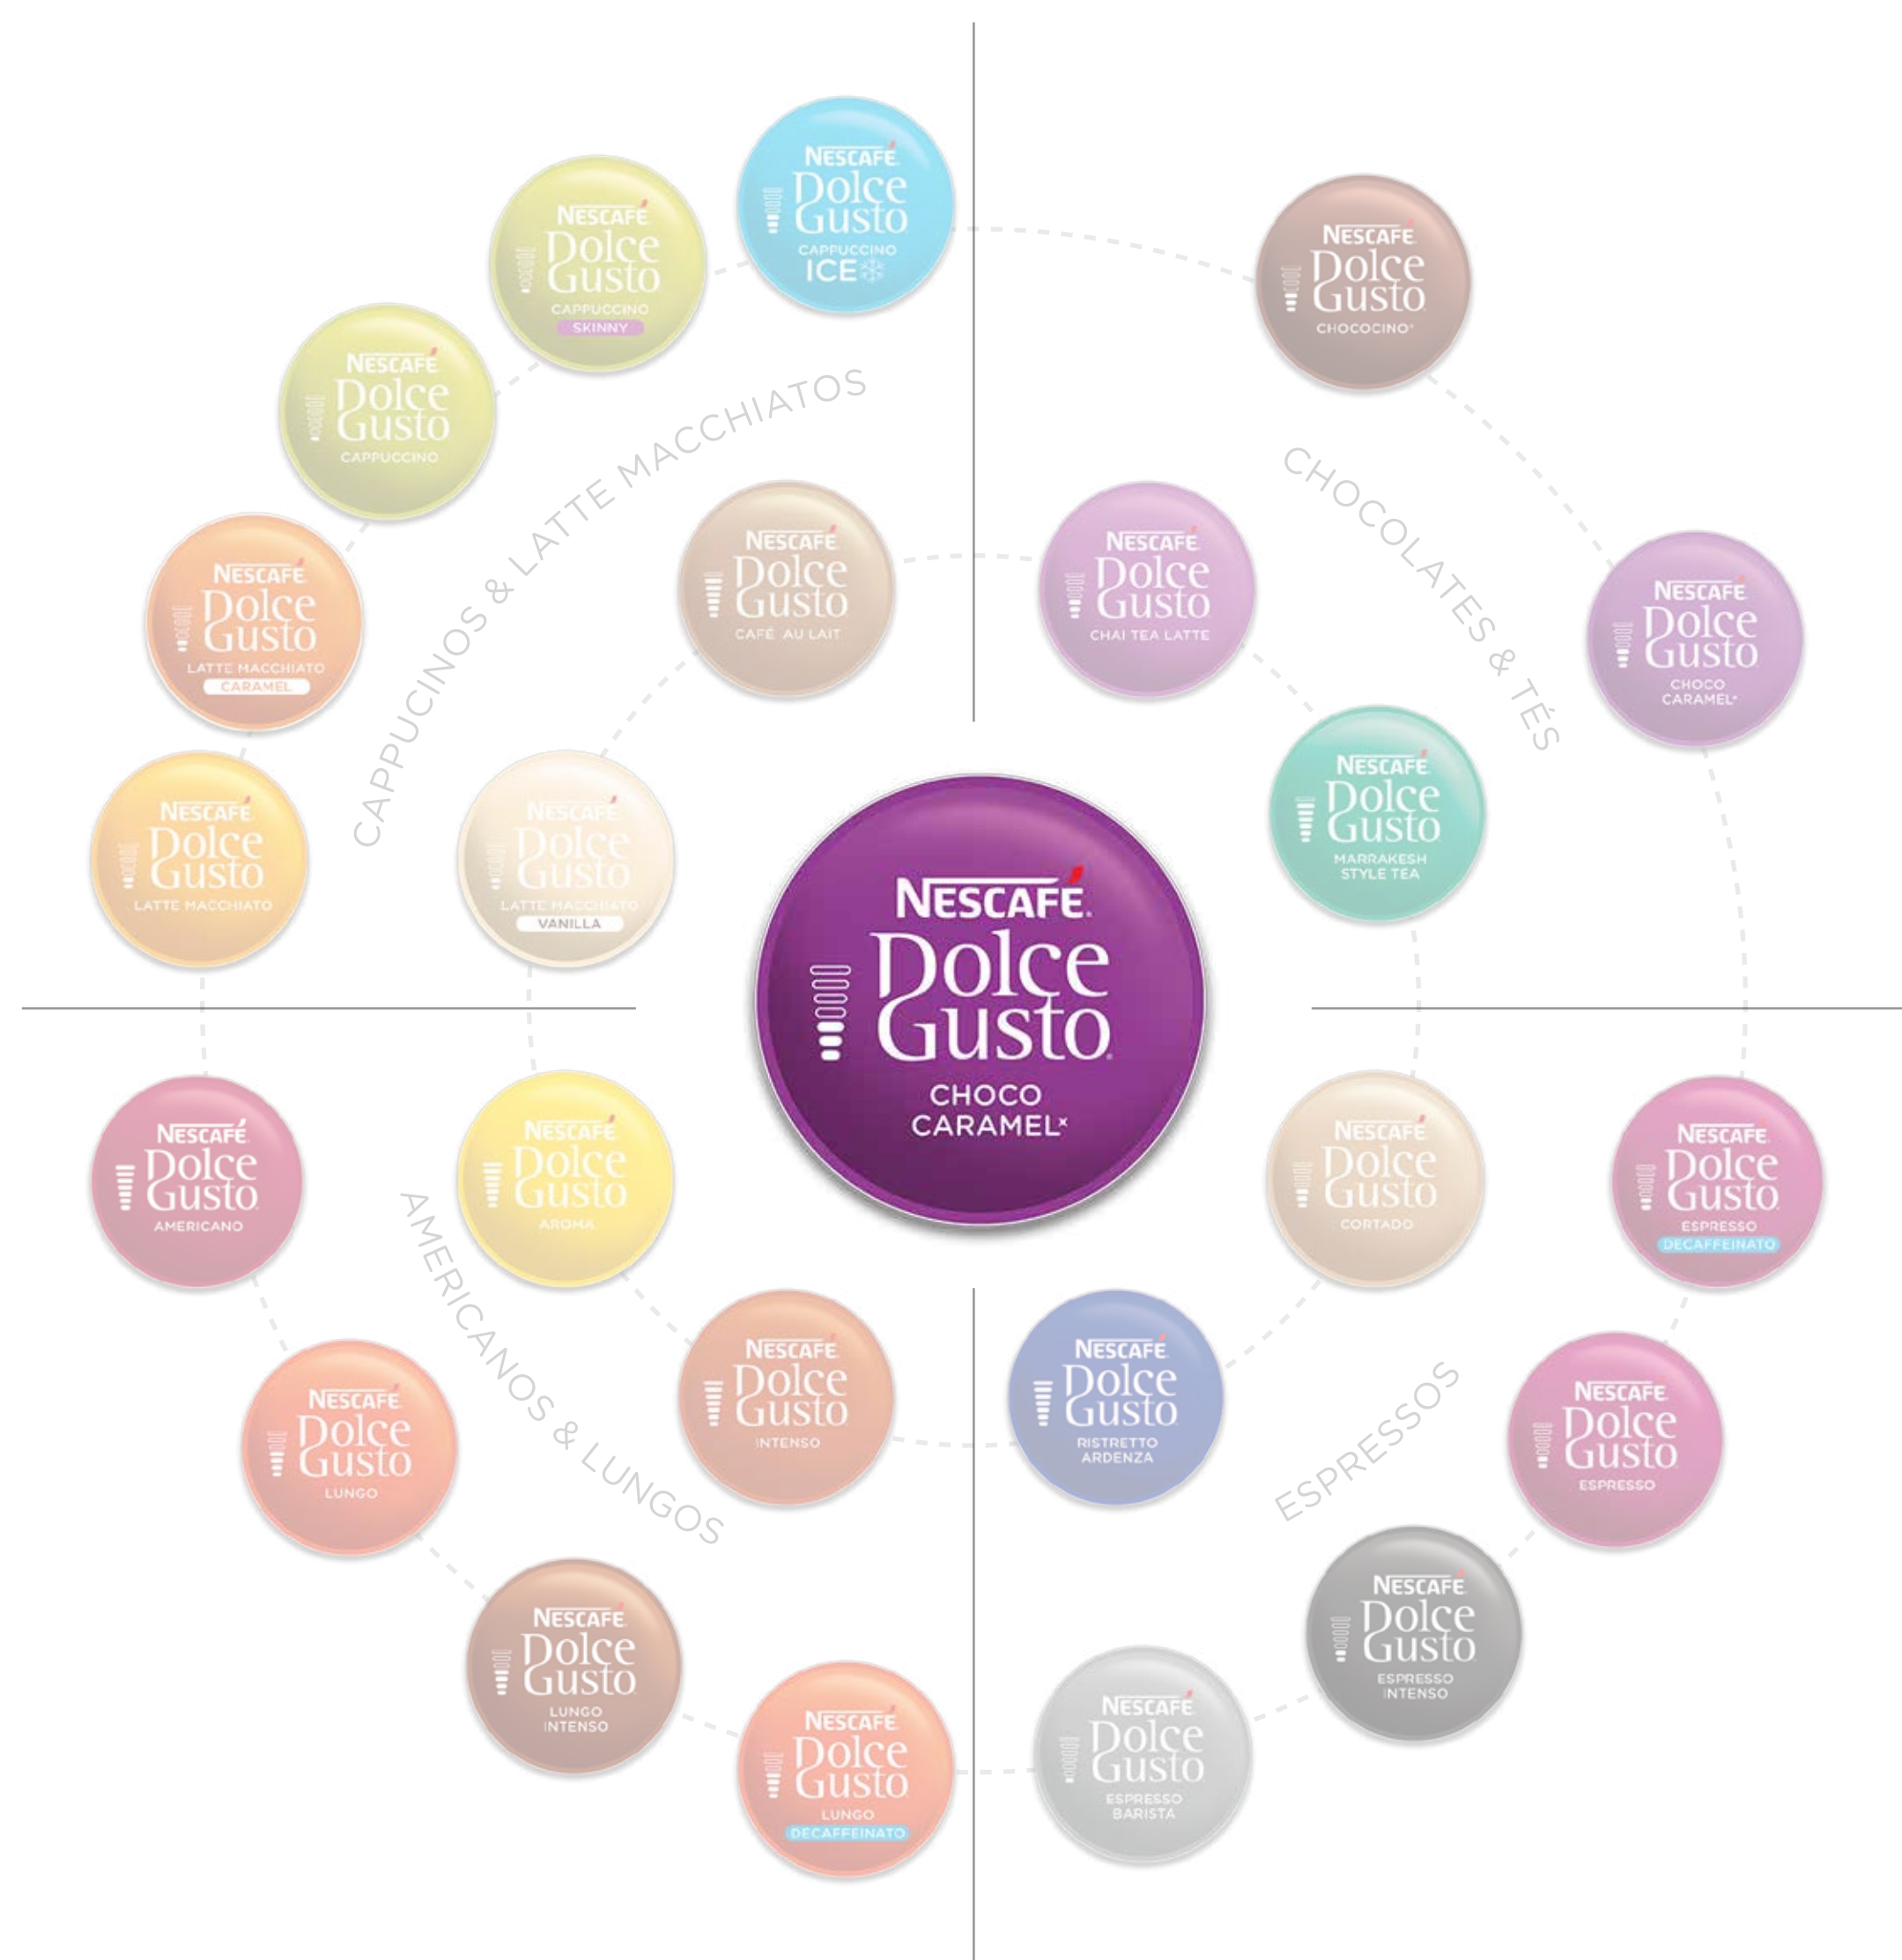 NESCAFÉ.
Dolce
Gusto
CAPPUCCINO
ICE
NESCAFÉ.
Dolce
Gusto
CAPPUCCINO
SKINNY
NESCAFÉ.
Dolce
Gusto
CHOCOCINO*
NESCAFÉ.
Dolce
Gusto
CAPPUCCINO
CAPPUCINOS & LATTE MACCHIATOS
CHOCOLATES & TÉS
NESCAFÉ.
Dolce
Gusto
LATTE MACCHIATO
CARAMEL
NESCAFÉ.
Dolce
Gusto
CAFÉ AU LAIT
NESCAFÉ.
Dolce
Gusto
CHAI TEA LATTE
NESCAFÉ.
Dolce
Gusto
CHOCO
CARAMEL*
NESCAFÉ.
Dolce
Gusto
LATTE MACCHIATO
NESCAFÉ.
Dolce
Gusto
LATTE MACCHIATO
VANILLA
NESCAFÉ.
Dolce
Gusto
MARRAKESH
STYLE TEA
NESCAFÉ.
Dolce
Gusto
CHOCO
CARAMEL*
NESCAFÉ.
Dolce
Gusto
AMERICANO
NESCAFÉ.
Dolce
Gusto
AROMA
NESCAFÉ.
Dolce
Gusto
CORTADO
NESCAFÉ.
Dolce
Gusto
ESPRESSO
DECAFFEINATO
AMERICANOS & LUNGOS
ESPRESSOS
NESCAFÉ.
Dolce
Gusto
LUNGO
NESCAFÉ.
Dolce
Gusto
INTENSO
NESCAFÉ.
Dolce
Gusto
RISTRETTO
ARDENZA
NESCAFÉ.
Dolce
Gusto
ESPRESSO
NESCAFÉ.
Dolce
Gusto
LUNGO
INTENSO
NESCAFÉ.
Dolce
Gusto
ESPRESSO
INTENSO
NESCAFÉ.
Dolce
Gusto
LUNGO
DECAFFEINATO
NESCAFÉ.
Dolce
Gusto
ESPRESSO
BARISTA